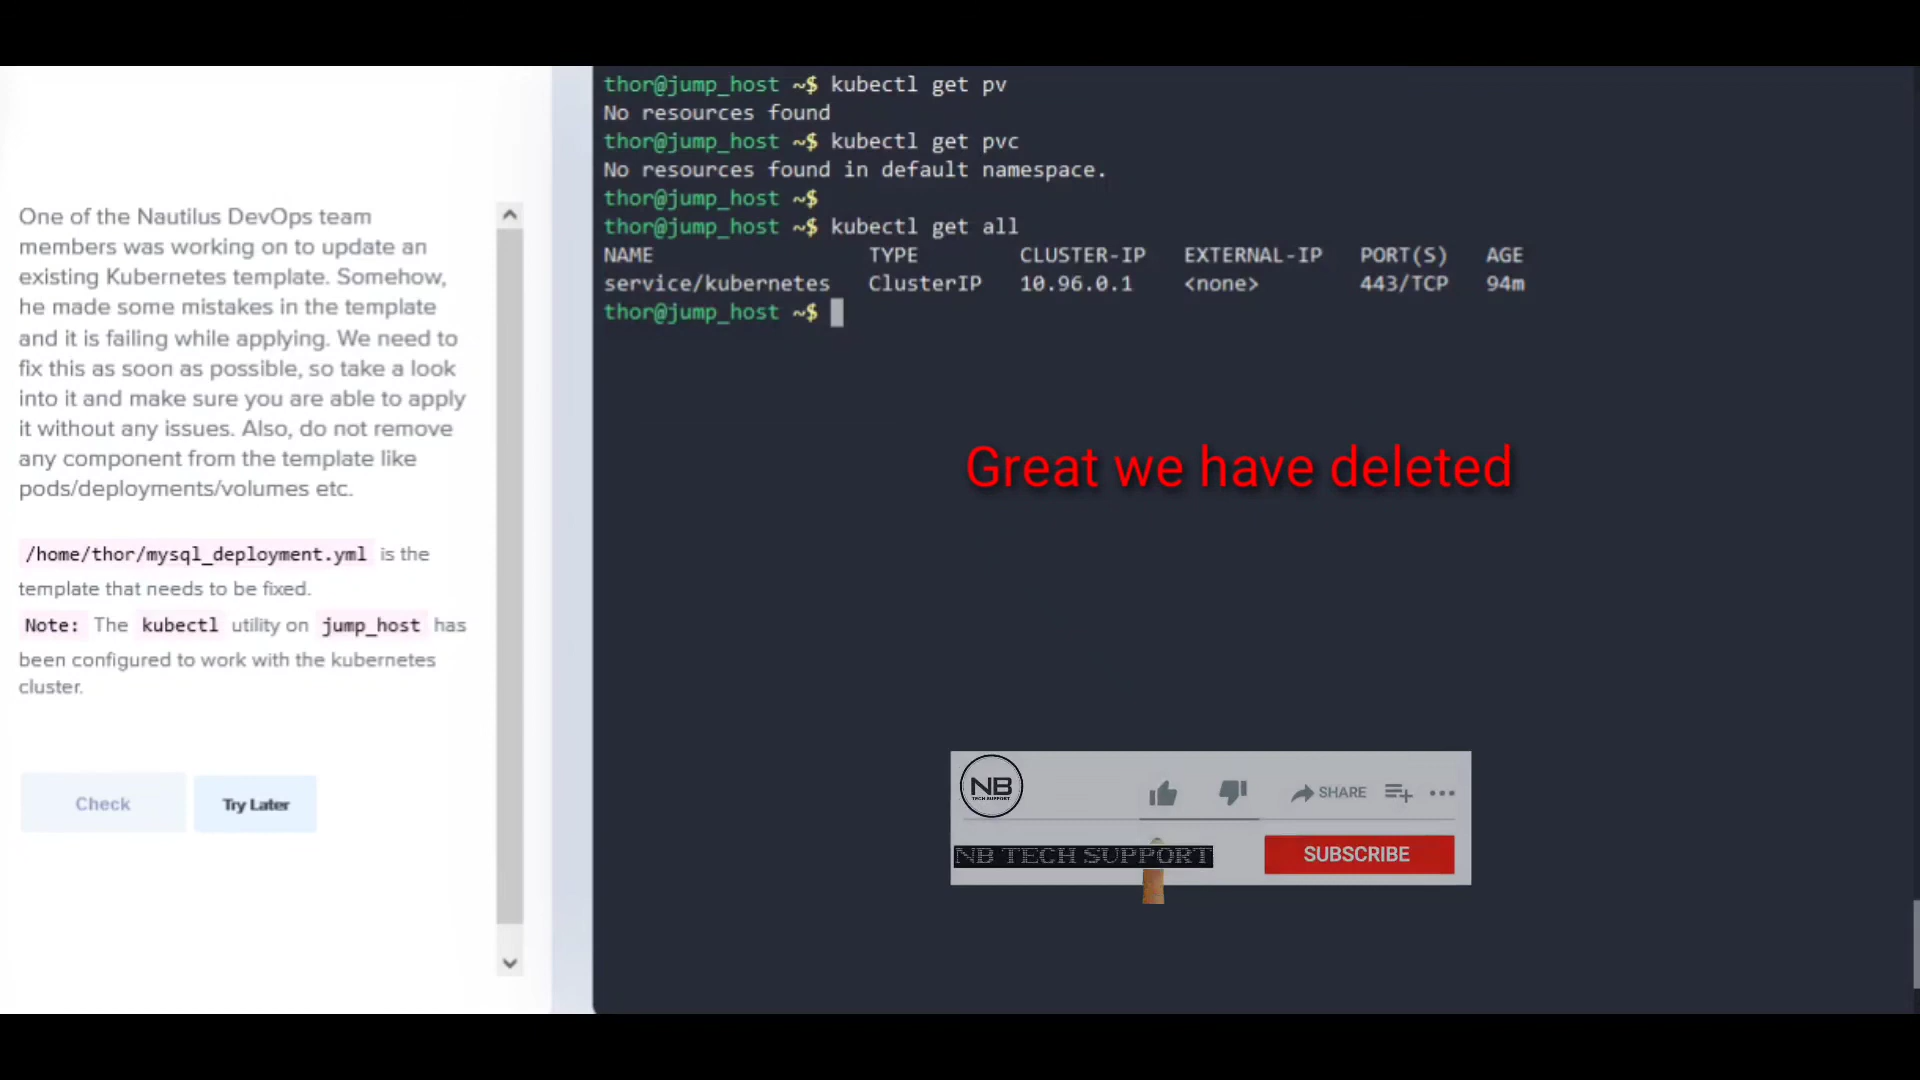 One of the Nautilus DevOps team
members was working on to update an
existing Kubernetes template. Somehow,
he made some mistakes in the template
and it is failing while applying. We need to
fix this as soon as possible, so take a look
into it and make sure you are able to apply
it without any issues. Also, do not remove
any component from the template like
pods/deployments/volumes etc.
/home/thor/mysql_deployment.yml is the
template that needs to be fixed.
Note: The kubectl utility on jump_host has
been configured to work with the kubernetes
cluster.
Check Try Later
thor@jump_host ~$ kubectl get pv
No resources found
thor@jump_host ~$ kubectl get pvc
No resources found in default namespace.
thor@jump_host ~$
thor@jump_host ~$ kubectl get all
NAME TYPE CLUSTER-IP EXTERNAL-IP PORT(S) AGE
service/kubernetes ClusterIP 10.96.0.1 <none> 443/TCP 94m
thor@jump_host ~$
Great we have deleted
NB
TECH SUPPORT
SHARE
NB TECH SUPPORT
SUBSCRIBE